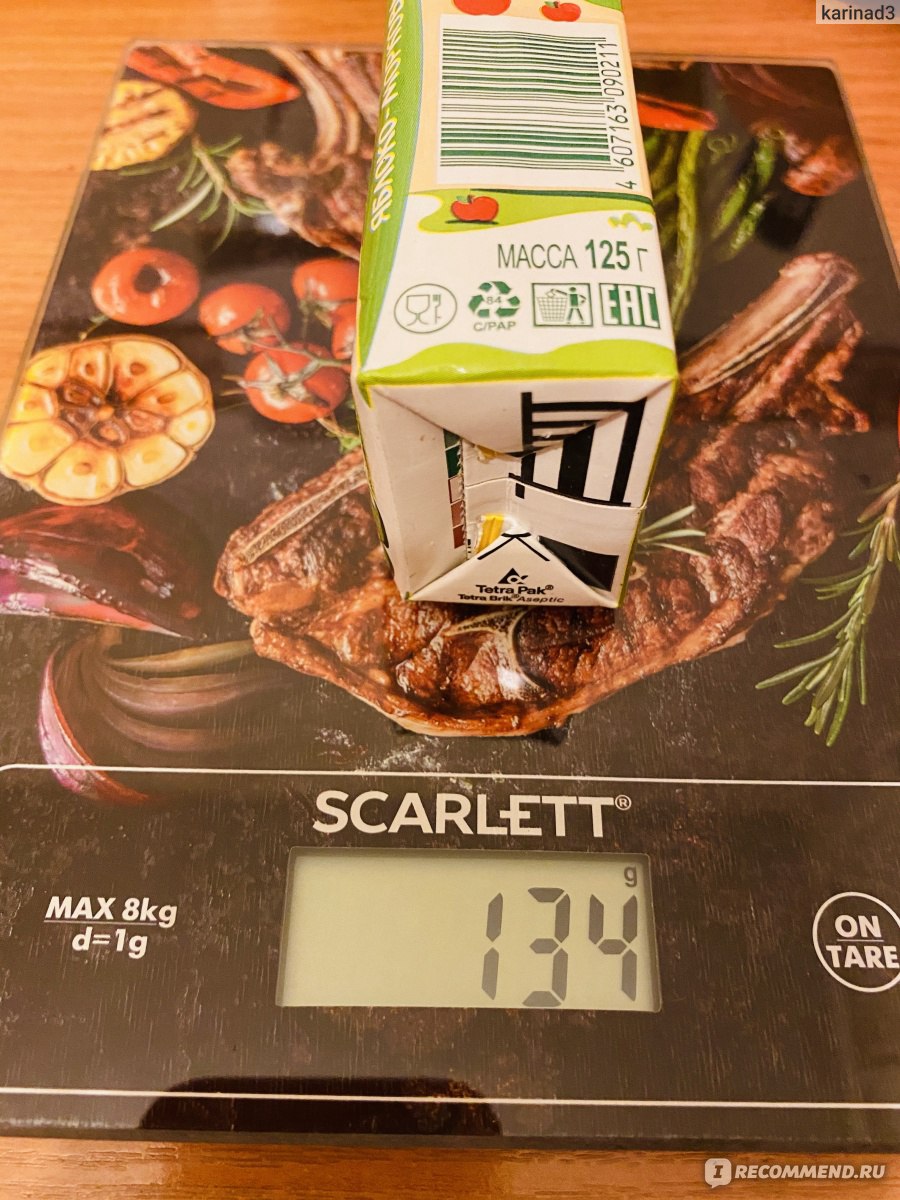 karinad3
4 607163 090211
МАССА 125 Г
84
C/PAP
EAC
Tetra Pak®
Tetra Brik® Aseptic
SCARLETT®
MAX 8kg
d=1g
g
134
ON
TARE
IRECOMMEND.RU